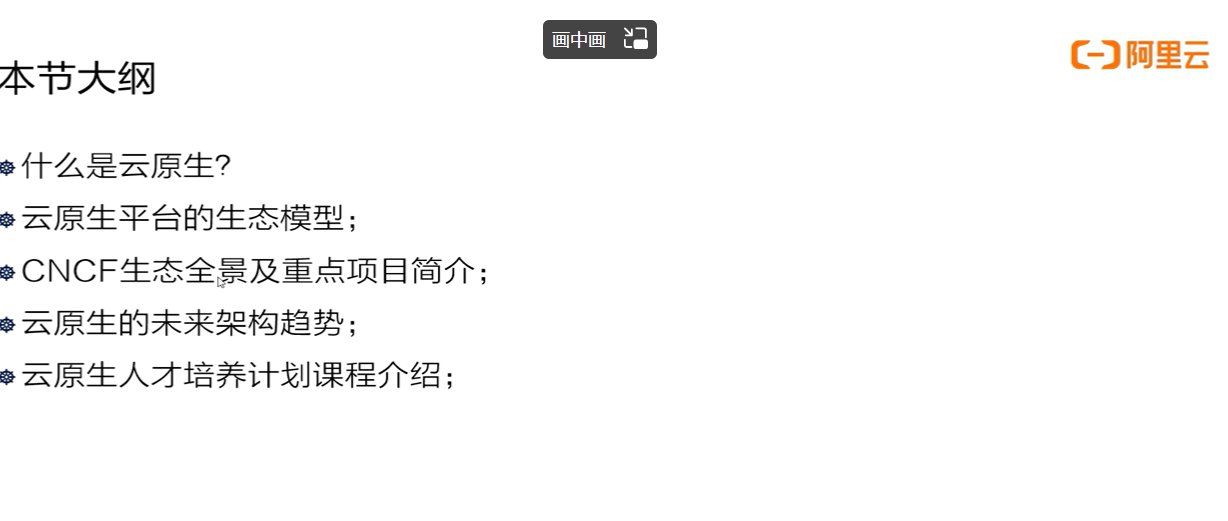 画中画
阿里云
本节大纲
什么是云原生?
云原生平台的生态模型;
CNCF生态全景及重点项目简介;
云原生的未来架构趋势;
云原生人才培养计划课程介绍;